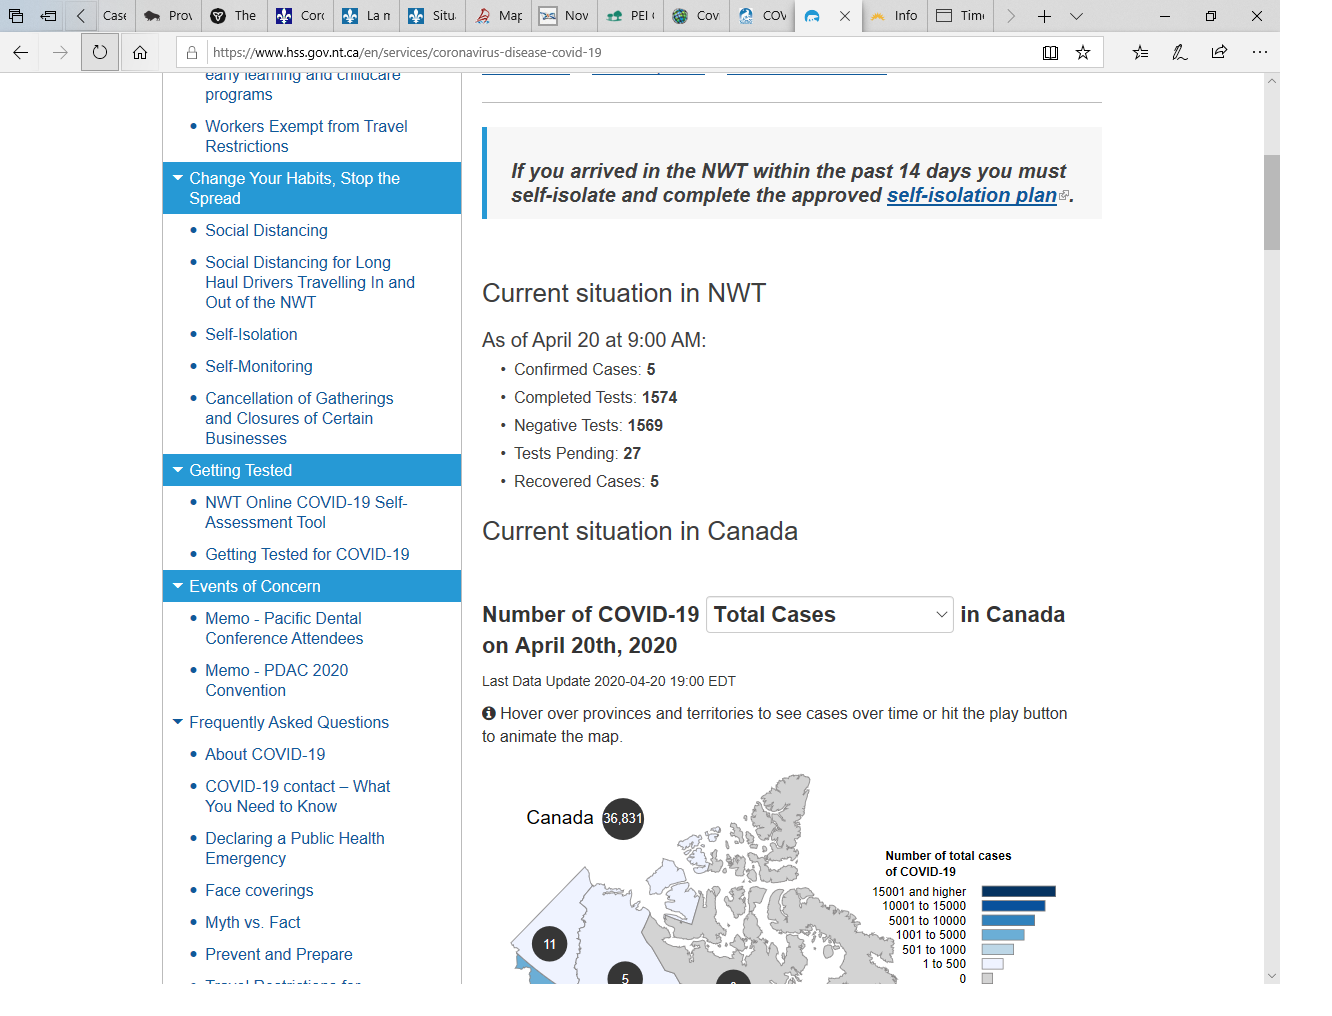 Case
Prov
The
Cor
La n
Situ
Map
Nov
PEI
Cov
COV
Info
Time
https://www.hss.gov.nt.ca/en/services/coronavirus-disease-covid-19
early learning and childcare
programs
Workers Exempt from Travel
Restrictions
Change Your Habits, Stop the
Spread
Social Distancing
Social Distancing for Long
Haul Drivers Travelling In and
Out of the NWT
Self-Isolation
Self-Monitoring
Cancellation of Gatherings
and Closures of Certain
Businesses
Getting Tested
NWT Online COVID-19 Self-
Assessment Tool
Getting Tested for COVID-19
Events of Concern
Memo - Pacific Dental
Conference Attendees
Memo - PDAC 2020
Convention
Frequently Asked Questions
About COVID-19
COVID-19 contact – What
You Need to Know
Declaring a Public Health
Emergency
Face coverings
Myth vs. Fact
Prevent and Prepare
Travel Restrictions for
If you arrived in the NWT within the past 14 days you must
self-isolate and complete the approved self-isolation plan.
Current situation in NWT
As of April 20 at 9:00 AM:
Confirmed Cases: 5
Completed Tests: 1574
Negative Tests: 1569
Tests Pending: 27
Recovered Cases: 5
Current situation in Canada
Number of COVID-19 Total Cases in Canada
on April 20th, 2020
Last Data Update 2020-04-20 19:00 EDT
Hover over provinces and territories to see cases over time or hit the play button
to animate the map.
Canada 36,831
Number of total cases
of COVID-19
15001 and higher
10001 to 15000
5001 to 10000
1001 to 5000
501 to 1000
1 to 500
0
11
5